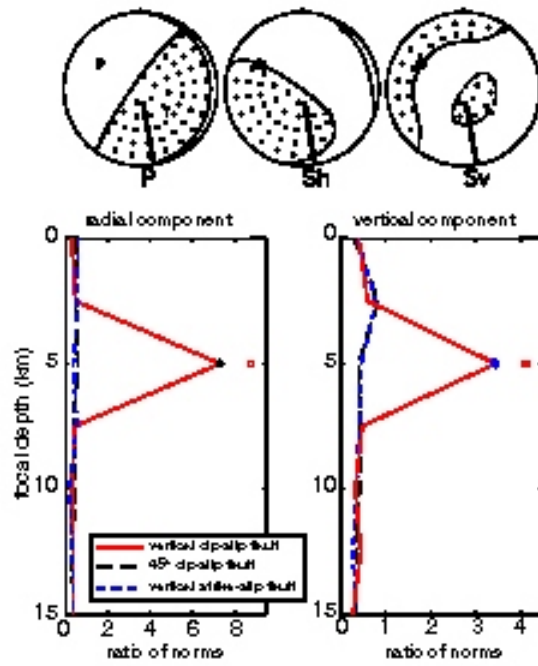 P
P Sh Sv
radial component vertical component
0 0
5 5
focal depth (km)
10 10
vertical dip-slip fault
45° dip-slip fault
vertical strike-slip fault
15 15
0 2 4 6 8 0 1 2 3 4
ratio of norms ratio of norms